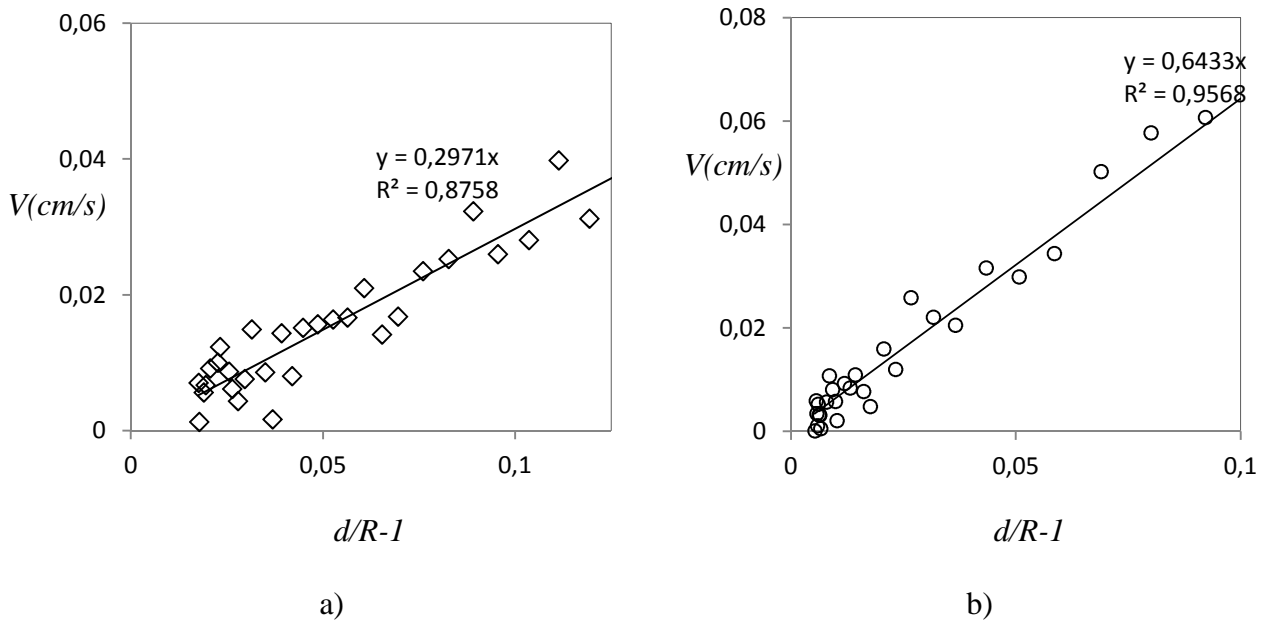 0,06
0,04
0,02
0
V(cm/s)
y = 0,2971x
R² = 0,8758
0
0,05
0,1
d/R-1
a)
0,08
0,06
0,04
0,02
0
V(cm/s)
y = 0,6433x
R² = 0,9568
0
0,05
0,1
d/R-1
b)